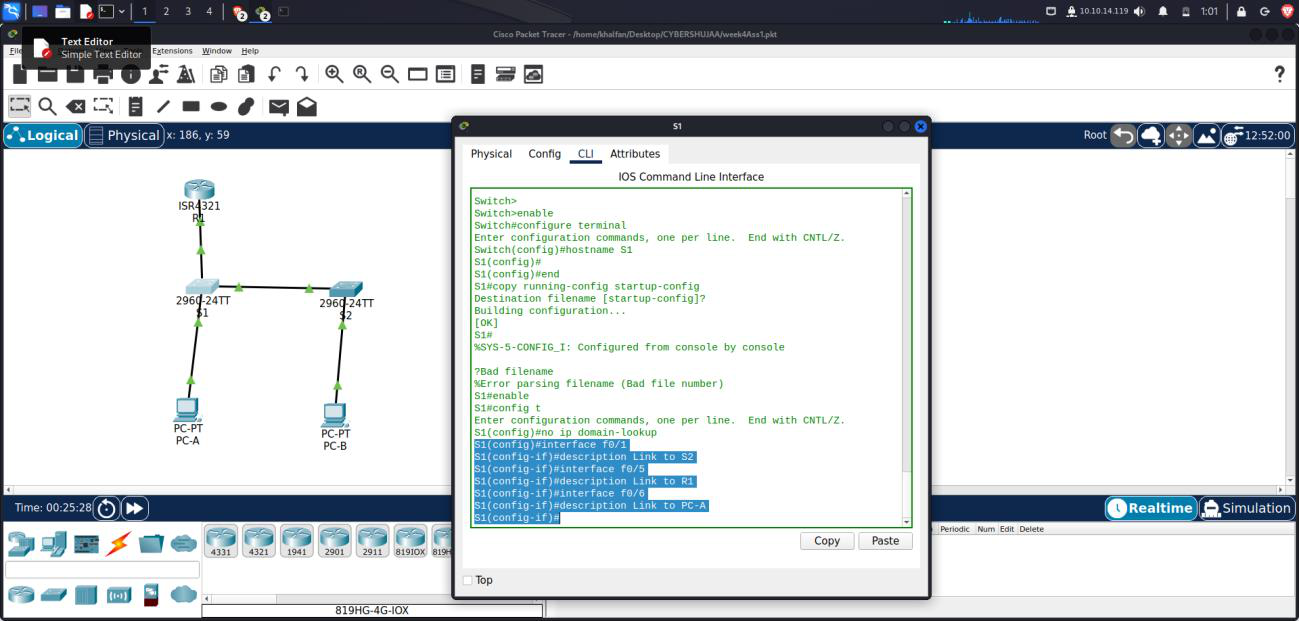 1 2 3 4
2
2
10.10.14.119
1:01
Cisco Packet Tracer - /home/khalfan/Desktop/CYBERSHUJAA/week4Ass1.pkt
Text Editor
Simple Text Editor
Extensions Window Help
?
Logical Physical x: 186, y: 59
Root 12:52:00
ISR4321
R1
2960-24TT
S1
2960-24TT
S2
PC-PT
PC-A
PC-PT
PC-B
S1
Physical Config CLI Attributes
IOS Command Line Interface
Switch>
Switch>enable
Switch#configure terminal
Enter configuration commands, one per line. End with CNTL/Z.
Switch(config)#hostname S1
S1(config)#
S1(config)#end
S1#copy running-config startup-config
Destination filename [startup-config]?
Building configuration...
[OK]
S1#
%SYS-5-CONFIG_I: Configured from console by console
?Bad filename
%Error parsing filename (Bad file number)
S1#enable
S1#config t
Enter configuration commands, one per line. End with CNTL/Z.
S1(config)#no ip domain-lookup
S1(config)#interface f0/1
S1(config-if)#description Link to S2
S1(config-if)#interface f0/5
S1(config-if)#description Link to R1
S1(config-if)#interface f0/6
S1(config-if)#description Link to PC-A
S1(config-if)#
Copy Paste
Top
Time: 00:25:28
Realtime Simulation
Periodic Num Edit Delete
4331 4321 1941 2901 2911 819IOX
819HG-4G-IOX